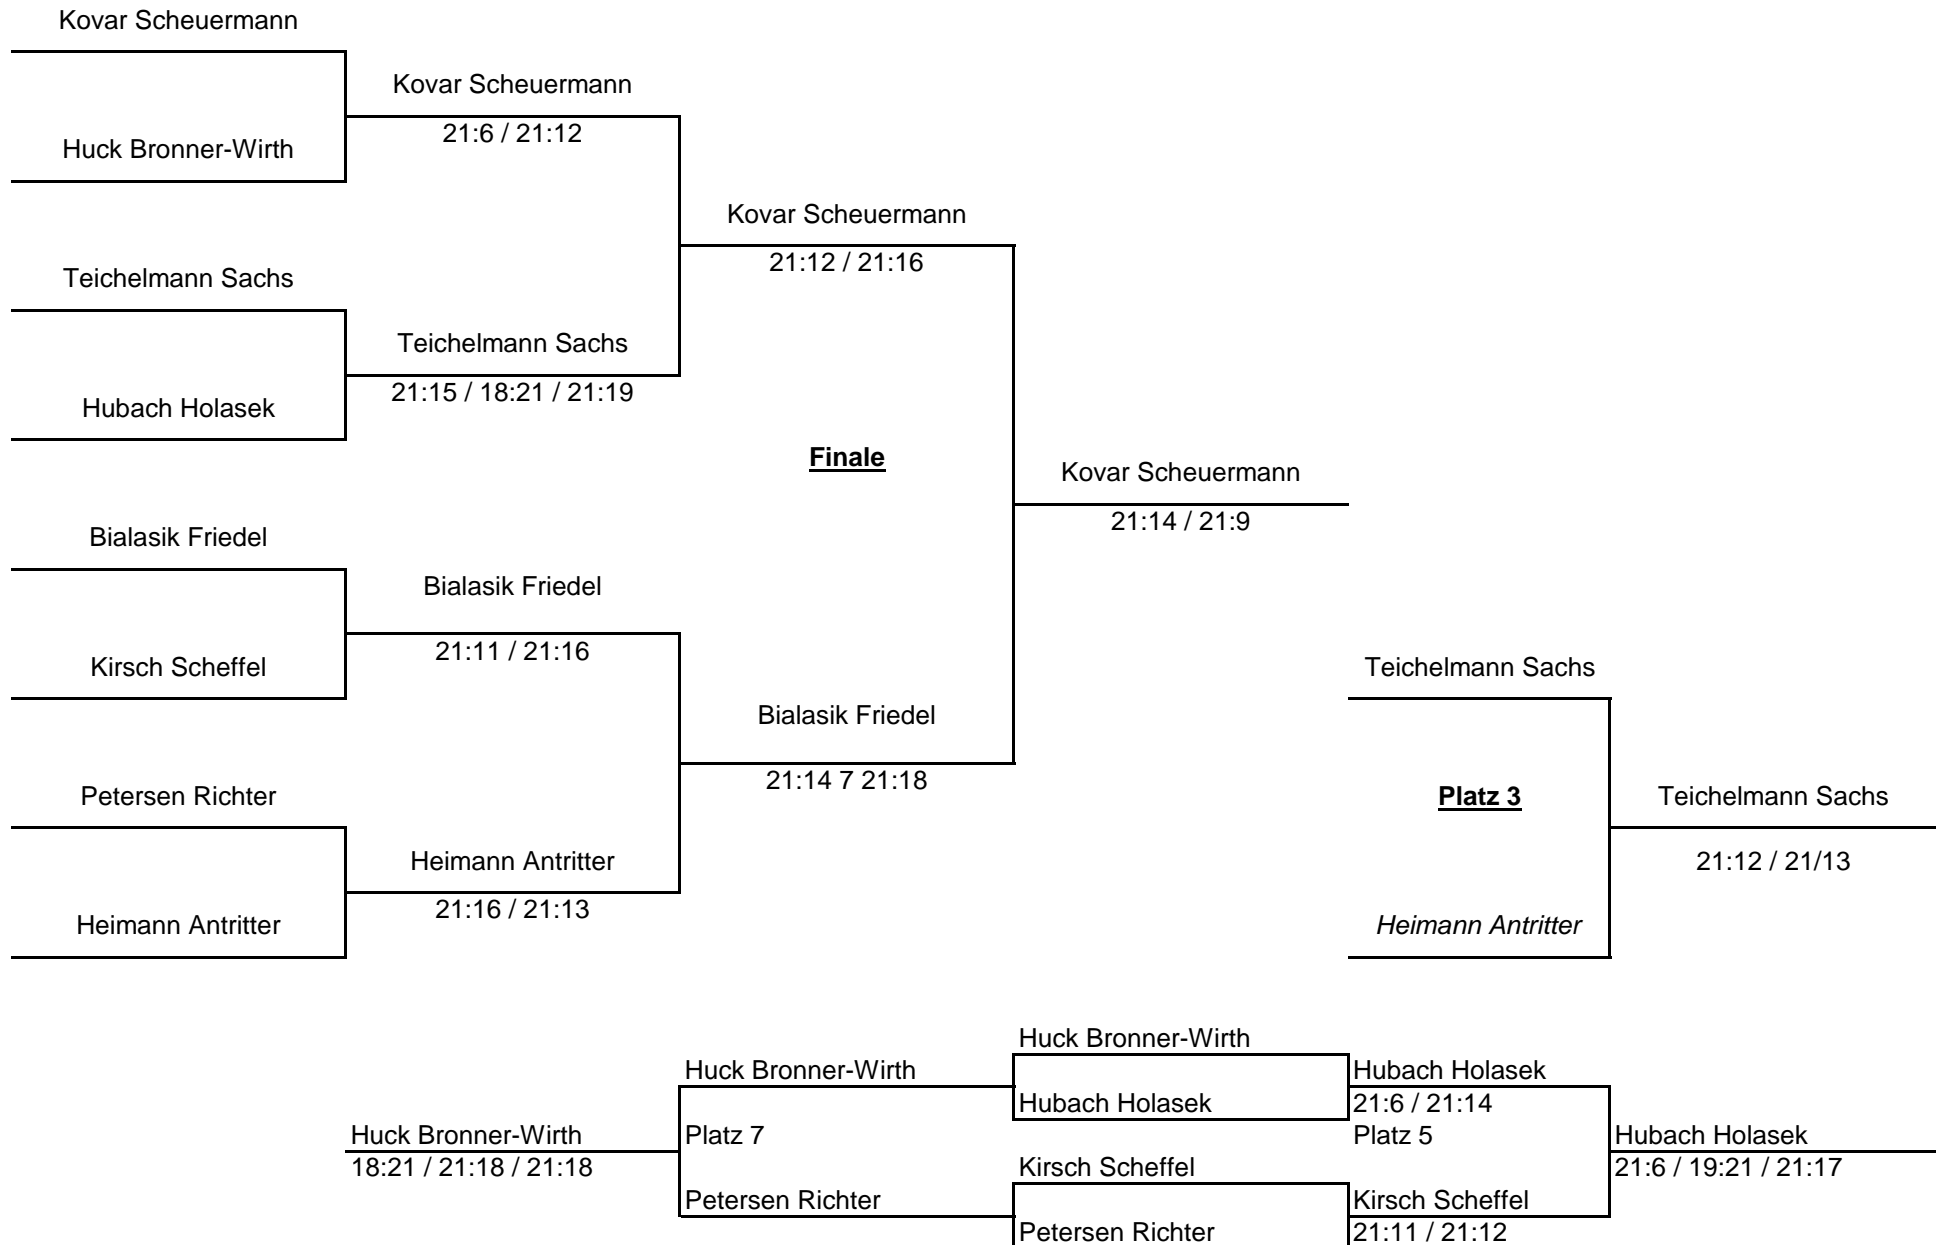 Kovar Scheuermann
Kovar Scheuermann
21:6 / 21:12
Huck Bronner-Wirth
Kovar Scheuermann
21:12 / 21:16
Teichelmann Sachs
Teichelmann Sachs
21:15 / 18:21 / 21:19
Hubach Holasek
Finale
Kovar Scheuermann
21:14 / 21:9
Bialasik Friedel
Bialasik Friedel
21:11 / 21:16
Kirsch Scheffel
Teichelmann Sachs
Bialasik Friedel
21:14 7 21:18
Petersen Richter
Platz 3
Teichelmann Sachs
21:12 / 21/13
Heimann Antritter
21:16 / 21:13
Heimann Antritter
Heimann Antritter
Huck Bronner-Wirth
Huck Bronner-Wirth
Hubach Holasek
Hubach Holasek
21:6 / 21:14
Huck Bronner-Wirth
18:21 / 21:18 / 21:18
Platz 7
Platz 5
Hubach Holasek
21:6 / 19:21 / 21:17
Kirsch Scheffel
Petersen Richter
Kirsch Scheffel
Petersen Richter
21:11 / 21:12